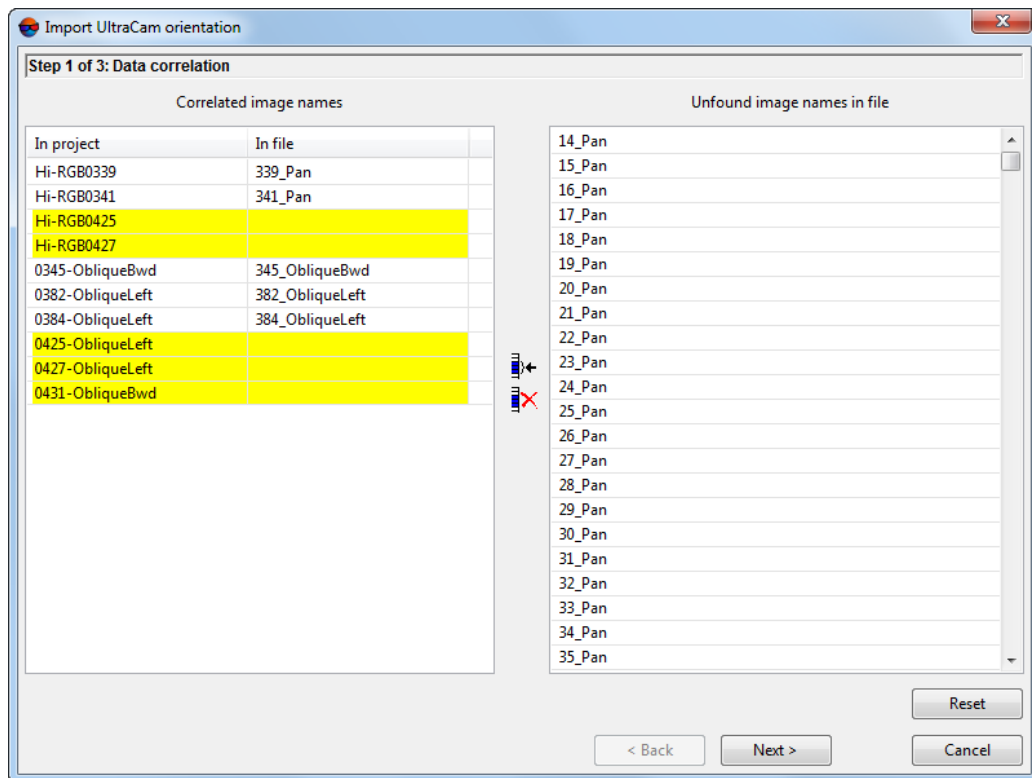 Import UltraCam orientation
Step 1 of 3: Data correlation
Correlated image names
In project In file
Hi-RGB0339 339_Pan
Hi-RGB0341 341_Pan
Hi-RGB0425
Hi-RGB0427
0345-ObliqueBwd 345_ObliqueBwd
0382-ObliqueLeft 382_ObliqueLeft
0384-ObliqueLeft 384_ObliqueLeft
0425-ObliqueLeft
0427-ObliqueLeft
0431-ObliqueBwd
Unfound image names in file
14_Pan
15_Pan
16_Pan
17_Pan
18_Pan
19_Pan
20_Pan
21_Pan
22_Pan
23_Pan
24_Pan
25_Pan
26_Pan
27_Pan
28_Pan
29_Pan
30_Pan
31_Pan
32_Pan
33_Pan
34_Pan
35_Pan
Reset
< Back Next > Cancel